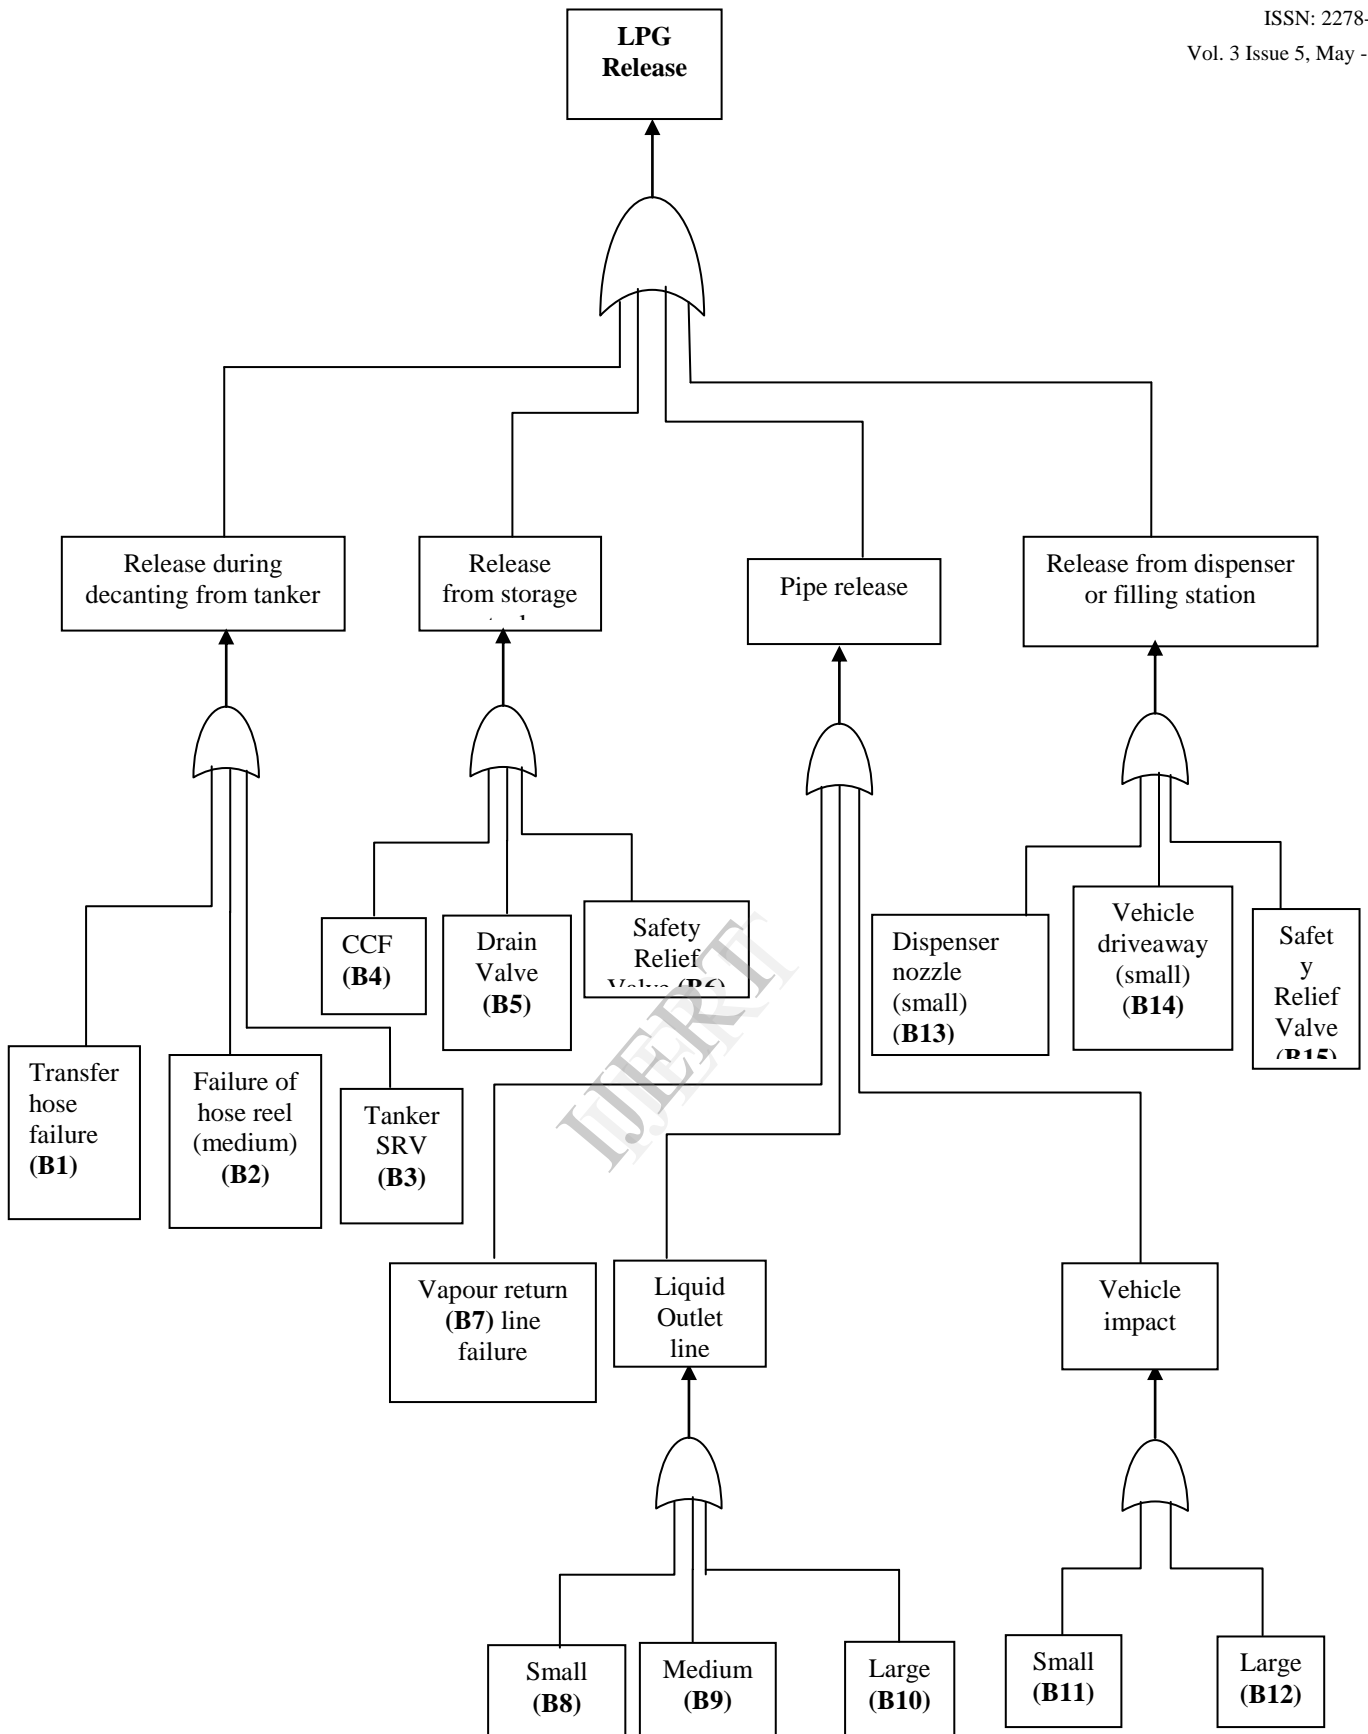 ISSN: 2278-
Vol. 3 Issue 5, May -
LPG
Release
Release during
decanting from tanker
Release
from storage
Pipe release
Release from dispenser
or filling station
CCF
(B4)
Drain
Valve
(B5)
Safety
Relief
Valve (B6)
Dispenser
nozzle
(small)
(B13)
Vehicle
driveaway
(small)
(B14)
Safet
y
Relief
Valve
(B15)
Transfer
hose
failure
(B1)
Failure of
hose reel
(medium)
(B2)
Tanker
SRV
(B3)
IJERT
Vapour return
(B7) line
failure
Liquid
Outlet
line
Vehicle
impact
Small
(B8)
Medium
(B9)
Large
(B10)
Small
(B11)
Large
(B12)